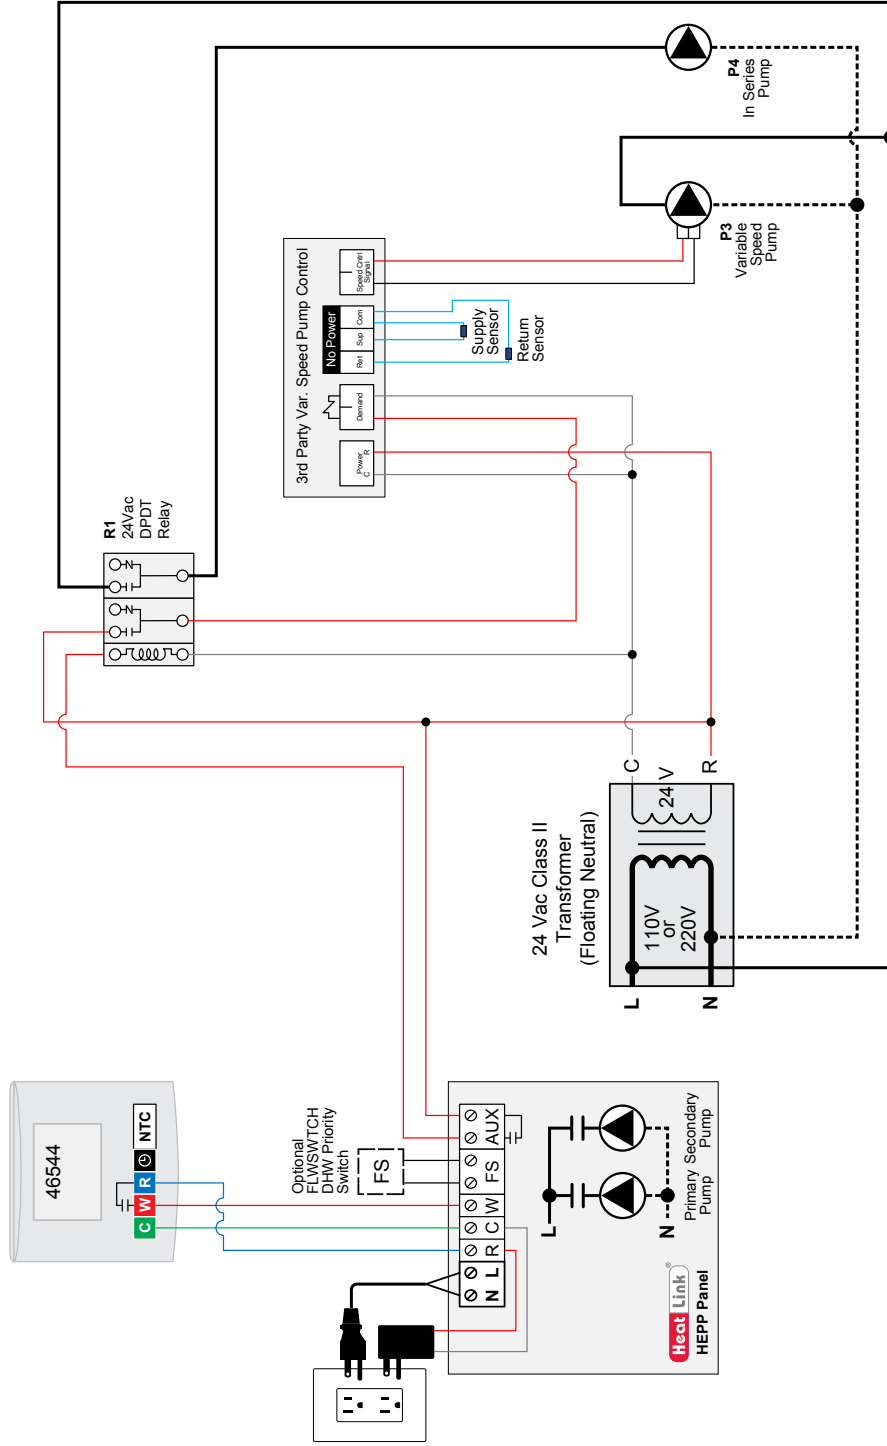 46544
C
W
R
NTC
Optional
FLWSWTCH
DHW Priority
Switch
FS
N
L
R
C
W
FS
AUX
L
N
Primary
Pump
Secondary
Pump
Heat Link®
HEPP Panel
24 Vac Class II
Transformer
(Floating Neutral)
L
N
110V
or
220V
24 V
C
R
R1
24Vac
DPDT
Relay
3rd Party Var. Speed Pump Control
Power
C
R
Demand
No Power
Ret
Sup
Com
Speed Cntrl
Signal
Supply
Sensor
Return
Sensor
P3
Variable
Speed
Pump
P4
In Series
Pump